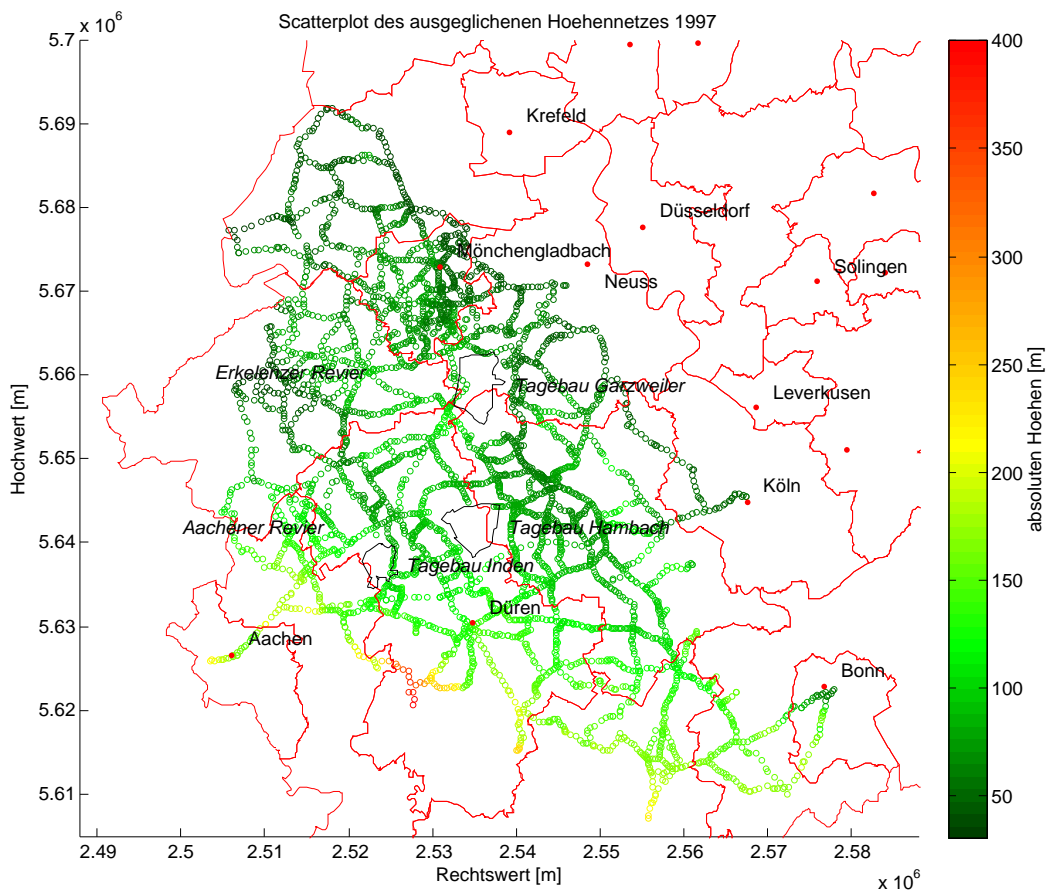 Scatterplot des ausgeglichenen Hoehennetzes 1997
x 10⁶
5.7
5.69
5.68
5.67
5.66
5.65
5.64
5.63
5.62
5.61
Hochwert [m]
Krefeld
Düsseldorf
Mönchengladbach
Solingen
Neuss
Erkelenzer Revier
Tagebau Garzweiler
Leverkusen
Köln
Aachener Revier
Tagebau Hambach
Tagebau Inden
Düren
Aachen
Bonn
2.49 2.5 2.51 2.52 2.53 2.54 2.55 2.56 2.57 2.58
Rechtswert [m]
x 10⁶
400
350
300
250
200
150
100
50
absoluten Hoehen [m]